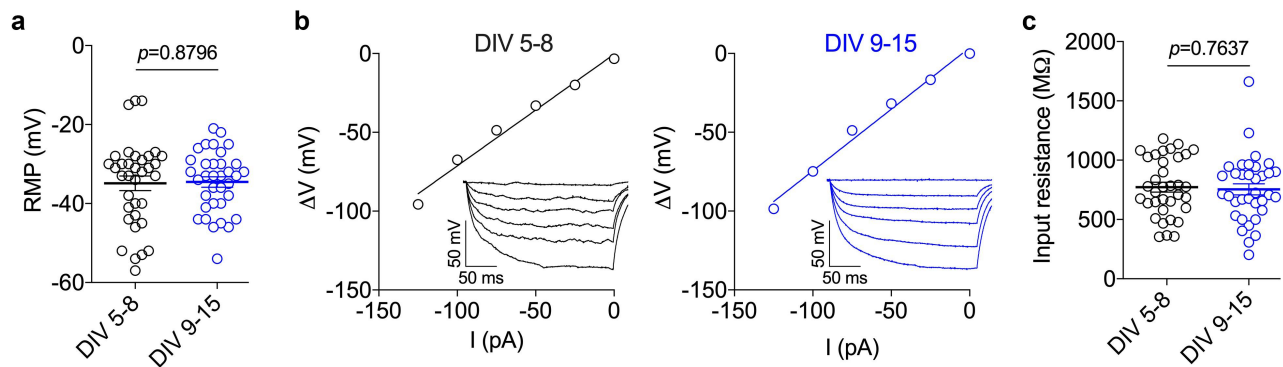 a
RMP (mV)
0
-20
-40
-60
p=0.8796
DIV 5-8
DIV 9-15
b
DIV 5-8
ΔV (mV)
0
-50
-100
-150
50 mV
50 ms
-150
-100
-50
0
I (pA)
DIV 9-15
ΔV (mV)
0
-50
-100
-150
50 mV
50 ms
-150
-100
-50
0
I (pA)
c
Input resistance (MΩ)
2000
1500
1000
500
0
p=0.7637
DIV 5-8
DIV 9-15